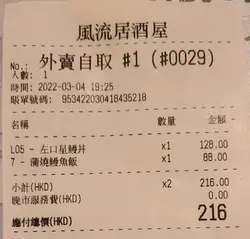 風流居酒屋
No.: 外賣自取 #1 (#0029)
人數: 1
時間: 2022-03-04 19:25
賬單號碼: 953422030418435218
名稱 數量 金額
L05 - 左口星鰻丼 x1 128.00
7 - 蒲燒鰻魚飯 x1 88.00
小計(HKD) x2 216.00
晚市服務費(HKD) 0.00
應付總價(HKD) 216